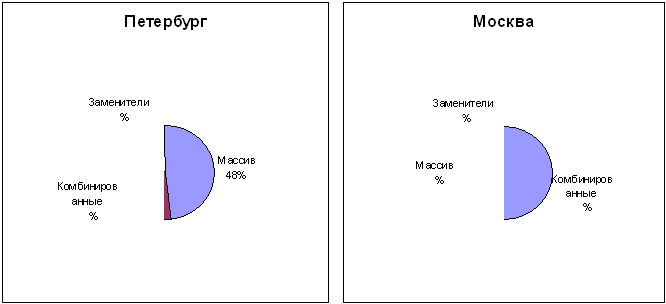 Петербург
Заменители
%
Массив
48%
Комбиниров
анные
%
Москва
Заменители
%
Массив
%
Комбиниров
анные
%